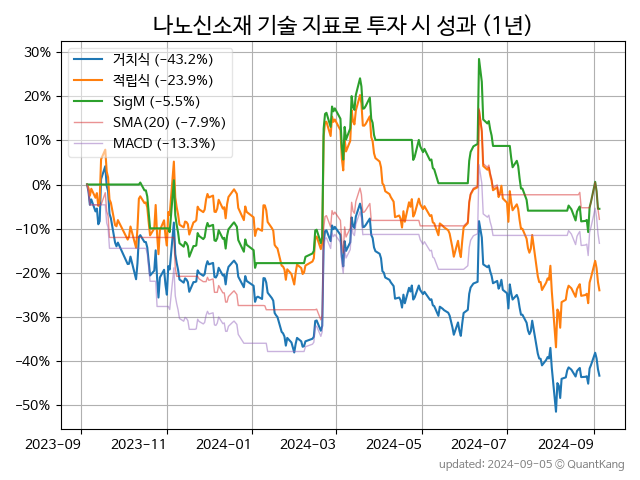 나노신소재 기술 지표로 투자 시 성과 (1년)
30%
20%
10%
0%
−10%
−20%
−30%
−40%
−50%
거치식 (−43.2%)
적립식 (−23.9%)
SigM (−5.5%)
SMA(20) (−7.9%)
MACD (−13.3%)
2023-09 2023-11 2024-01 2024-03 2024-05 2024-07 2024-09
updated: 2024-09-05 © QuantKang